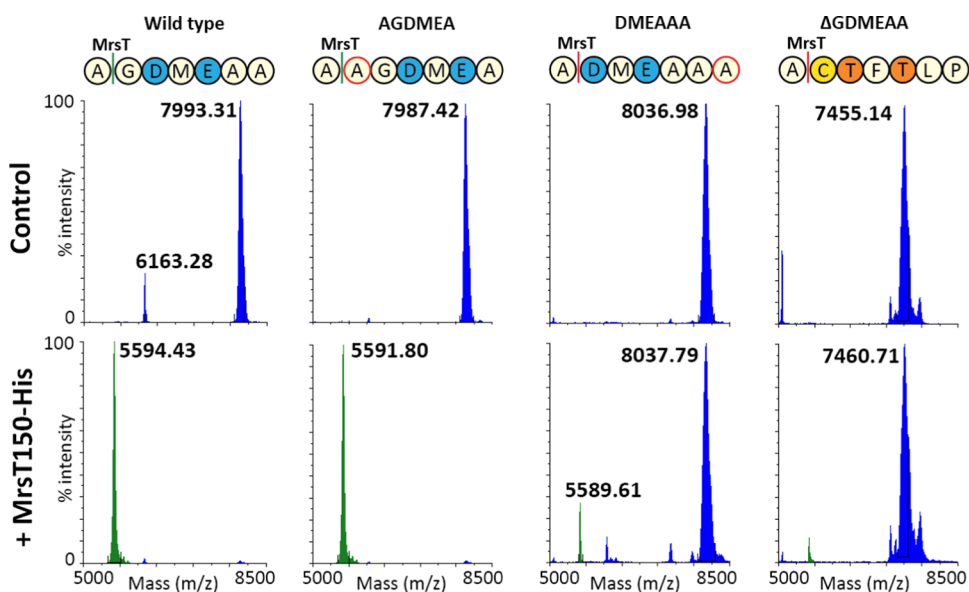 Wild type
AGDMEA
DMEAAA
ΔGDMEAA
MrsT
MrsT
MrsT
MrsT
A G D M E A A
A A G D M E A
A D M E A A A
A C T F T L P
Control
% intensity
100
0
7993.31
6163.28
7987.42
8036.98
7455.14
+ MrsT150-His
% intensity
100
0
5594.43
5591.80
8037.79
5589.61
7460.71
5000 Mass (m/z) 8500
5000 Mass (m/z) 8500
5000 Mass (m/z) 8500
5000 Mass (m/z) 8500